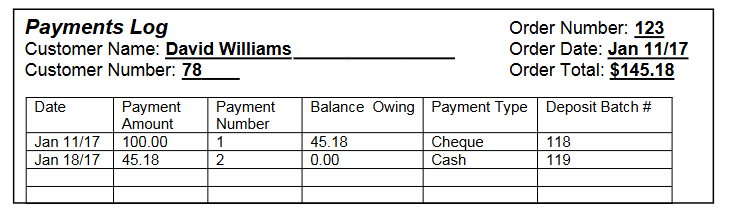 Payments Log
Order Number: 123
Customer Name: David Williams
Order Date: Jan 11/17
Customer Number: 78
Order Total: $145.18
Date Payment Amount Payment Number Balance Owing Payment Type Deposit Batch #
Jan 11/17 100.00 1 45.18 Cheque 118
Jan 18/17 45.18 2 0.00 Cash 119